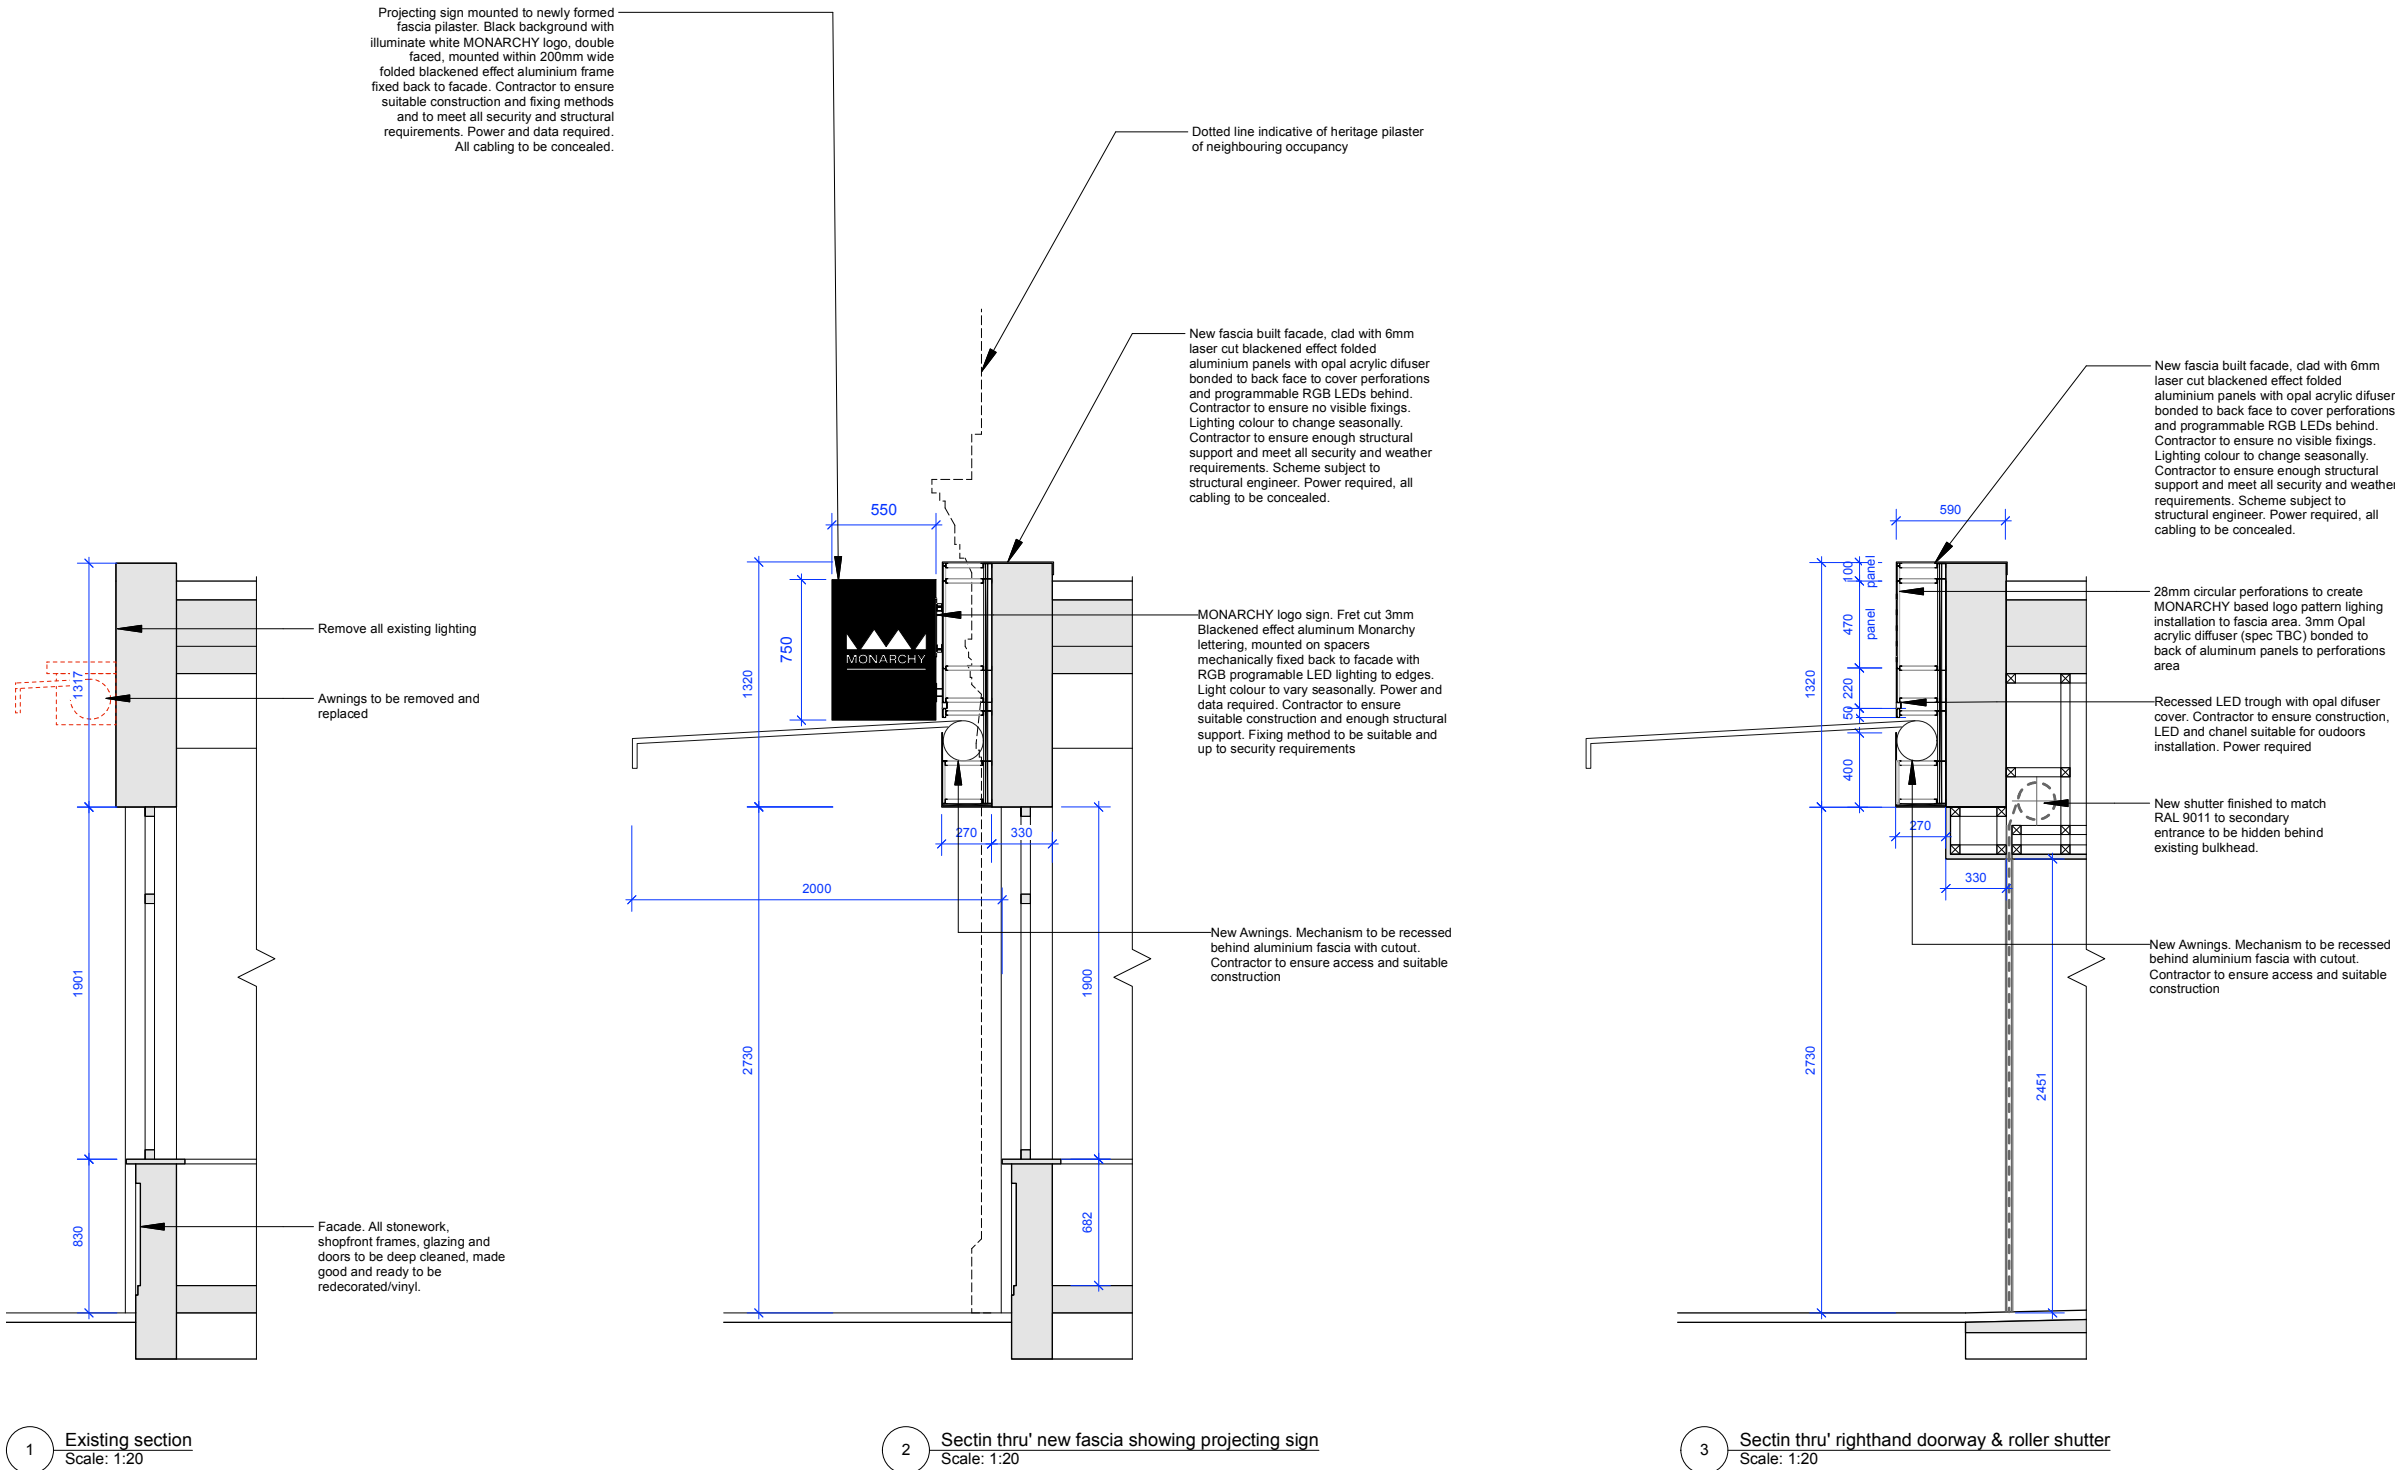 Projecting sign mounted to newly formed
fascia pilaster. Black background with
illuminate white MONARCHY logo, double
faced, mounted within 200mm wide
folded blackened effect aluminium frame
fixed back to facade. Contractor to ensure
suitable construction and fixing methods
and to meet all security and structural
requirements. Power and data required.
All cabling to be concealed.
Dotted line indicative of heritage pilaster
of neighbouring occupancy
New fascia built facade, clad with 6mm
laser cut blackened effect folded
aluminium panels with opal acrylic difuser
bonded to back face to cover perforations
and programmable RGB LEDs behind.
Contractor to ensure no visible fixings.
Lighting colour to change seasonally.
Contractor to ensure enough structural
support and meet all security and weather
requirements. Scheme subject to
structural engineer. Power required, all
cabling to be concealed.
New fascia built facade, clad with 6mm
laser cut blackened effect folded
aluminium panels with opal acrylic difuser
bonded to back face to cover perforations
and programmable RGB LEDs behind.
Contractor to ensure no visible fixings.
Lighting colour to change seasonally.
Contractor to ensure enough structural
support and meet all security and weather
requirements. Scheme subject to
structural engineer. Power required, all
cabling to be concealed.
1317
1901
830
Remove all existing lighting
Awnings to be removed and
replaced
Facade. All stonework,
shopfront frames, glazing and
doors to be deep cleaned, made
good and ready to be
redecorated/vinyl.
550
750
1320
MONARCHY
270
330
2000
2730
1900
682
MONARCHY logo sign. Fret cut 3mm
Blackened effect aluminum Monarchy
lettering, mounted on spacers
mechanically fixed back to facade with
RGB programable LED lighting to edges.
Light colour to vary seasonally. Power and
data required. Contractor to ensure
suitable construction and enough structural
support. Fixing method to be suitable and
up to security requirements
New Awnings. Mechanism to be recessed
behind aluminium fascia with cutout.
Contractor to ensure access and suitable
construction
590
100
panel
470
panel
220
50
400
1320
270
330
2730
2451
28mm circular perforations to create
MONARCHY based logo pattern lighing
installation to fascia area. 3mm Opal
acrylic diffuser (spec TBC) bonded to
back of aluminum panels to perforations
area
Recessed LED trough with opal difuser
cover. Contractor to ensure construction,
LED and chanel suitable for oudoors
installation. Power required
New shutter finished to match
RAL 9011 to secondary
entrance to be hidden behind
existing bulkhead.
New Awnings. Mechanism to be recessed
behind aluminium fascia with cutout.
Contractor to ensure access and suitable
construction
1
Existing section
Scale: 1:20
2
Sectin thru' new fascia showing projecting sign
Scale: 1:20
3
Sectin thru' righthand doorway & roller shutter
Scale: 1:20